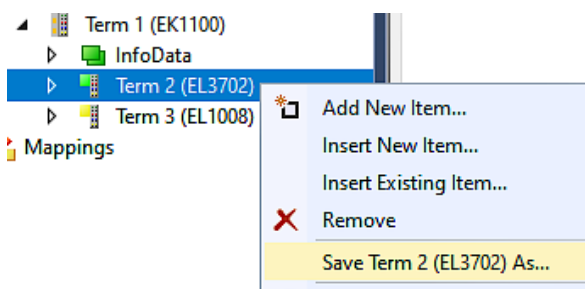 Term 1 (EK1100)
InfoData
Term 2 (EL3702)
Term 3 (EL1008)
Mappings
Add New Item...
Insert New Item...
Insert Existing Item...
Remove
Save Term 2 (EL3702) As...